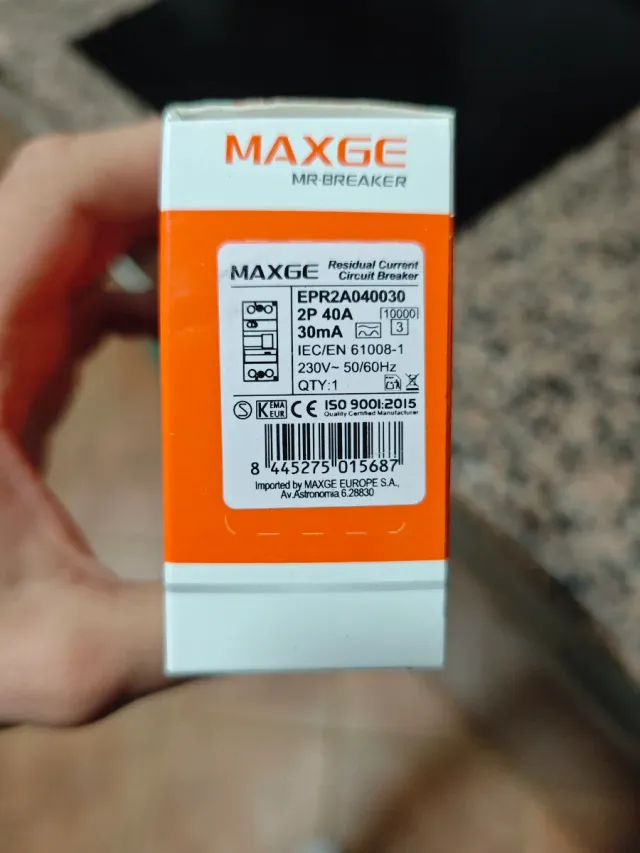 MAXGE
MR-BREAKER
MAXGE Residual Current
Circuit Breaker
EPR2A040030
2P 40A 10000
30mA 3
IEC/EN 61008-1
230V~ 50/60Hz
QTY:1
S KEMA EUR CE ISO 9001:2015
Quality Certified Manufacturer
8 445275 015687
Imported by MAXGE EUROPE S.A.,
Av.Astronomia 6.28830